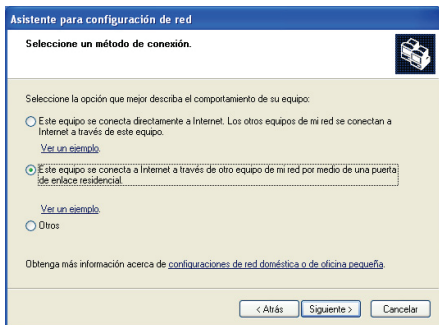 Asistente para configuración de red
Seleccione un método de conexión.
Seleccione la opción que mejor describa el comportamiento de su equipo:
Este equipo se conecta directamente a Internet. Los otros equipos de mi red se conectan a
Internet a través de este equipo.
Ver un ejemplo.
Este equipo se conecta a Internet a través de otro equipo de mi red por medio de una puerta
de enlace residencial.
Ver un ejemplo.
Otros
Obtenga más información acerca de configuraciones de red doméstica o de oficina pequeña.
< Atrás Siguiente > Cancelar